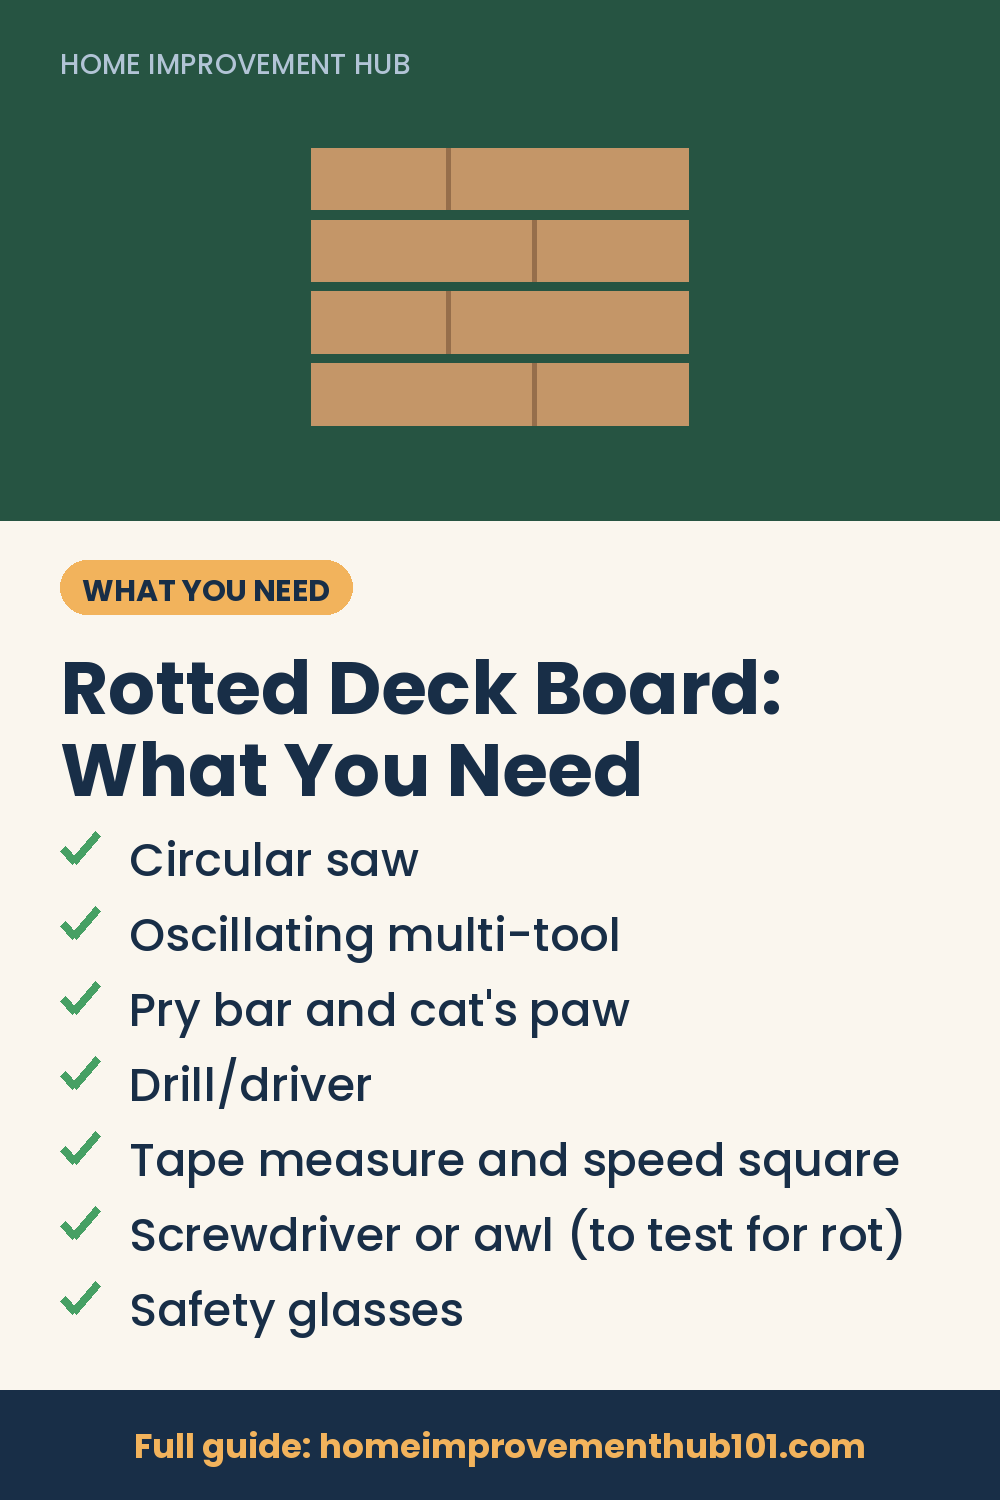 HOME IMPROVEMENT HUB
WHAT YOU NEED
Rotted Deck Board:
What You Need
Circular saw
Oscillating multi-tool
Pry bar and cat's paw
Drill/driver
Tape measure and speed square
Screwdriver or awl (to test for rot)
Safety glasses
Full guide: homeimprovementhub101.com